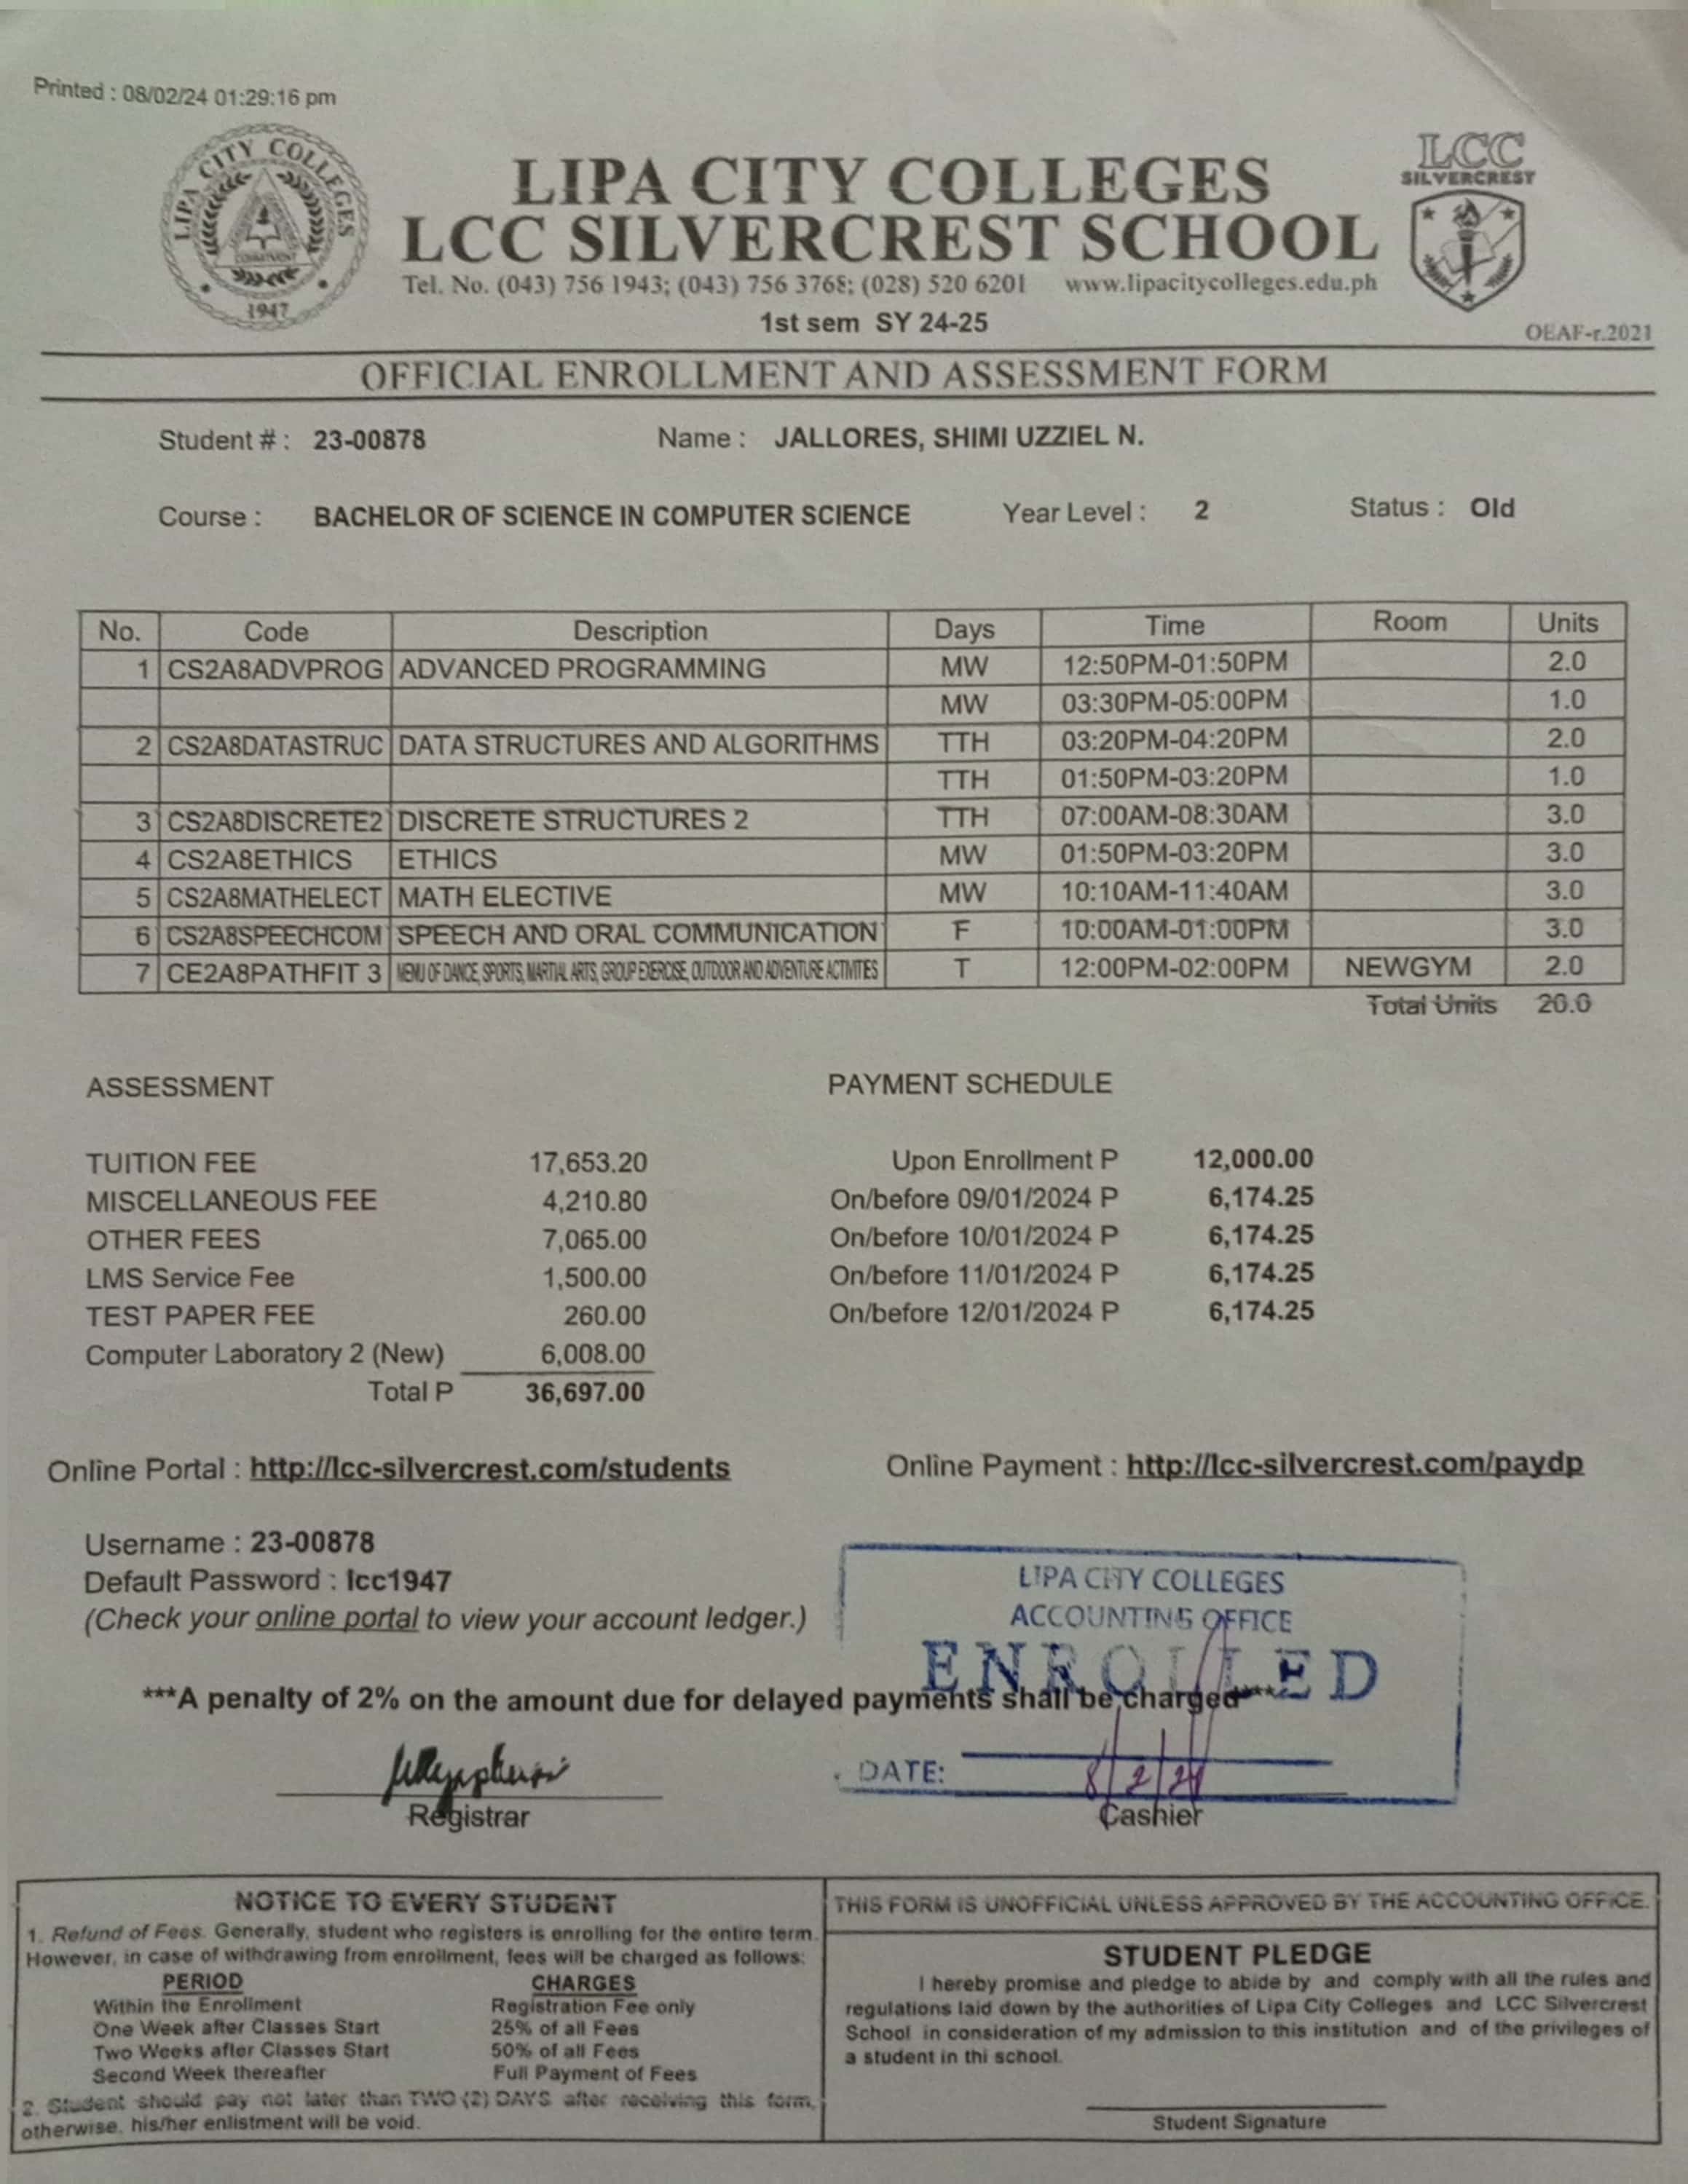 Printed : 08/02/24 01:29:16 pm
LIPA CITY COLLEGES
1947
LCC
SILVERCREST
LIPA CITY COLLEGES
LCC SILVERCREST SCHOOL
Tel. No. (043) 756 1943; (043) 756 3768; (028) 520 6201 www.lipacitycolleges.edu.ph
1st sem SY 24-25
OEAF-r.2021
OFFICIAL ENROLLMENT AND ASSESSMENT FORM
Student # : 23-00878 Name : JALLORES, SHIMI UZZIEL N.
Course : BACHELOR OF SCIENCE IN COMPUTER SCIENCE Year Level : 2 Status : Old
No. Code Description Days Time Room Units
1 CS2A8ADVPROG ADVANCED PROGRAMMING MW 12:50PM-01:50PM 2.0
MW 03:30PM-05:00PM 1.0
2 CS2A8DATASTRUC DATA STRUCTURES AND ALGORITHMS TTH 03:20PM-04:20PM 2.0
TTH 01:50PM-03:20PM 1.0
3 CS2A8DISCRETE2 DISCRETE STRUCTURES 2 TTH 07:00AM-08:30AM 3.0
4 CS2A8ETHICS ETHICS MW 01:50PM-03:20PM 3.0
5 CS2A8MATHELECT MATH ELECTIVE MW 10:10AM-11:40AM 3.0
6 CS2A8SPEECHCOM SPEECH AND ORAL COMMUNICATION F 10:00AM-01:00PM 3.0
7 CE2A8PATHFIT 3 MENU OF DANCE, SPORTS, MARTIAL ARTS, GROUP EXERCISE, OUTDOOR AND ADVENTURE ACTIVITIES T 12:00PM-02:00PM NEWGYM 2.0
Total Units 20.0
ASSESSMENT PAYMENT SCHEDULE
TUITION FEE 17,653.20 Upon Enrollment P 12,000.00
MISCELLANEOUS FEE 4,210.80 On/before 09/01/2024 P 6,174.25
OTHER FEES 7,065.00 On/before 10/01/2024 P 6,174.25
LMS Service Fee 1,500.00 On/before 11/01/2024 P 6,174.25
TEST PAPER FEE 260.00 On/before 12/01/2024 P 6,174.25
Computer Laboratory 2 (New) 6,008.00
Total P 36,697.00
Online Portal : http://lcc-silvercrest.com/students Online Payment : http://lcc-silvercrest.com/paydp
Username : 23-00878
Default Password : lcc1947
(Check your online portal to view your account ledger.)
LIPA CITY COLLEGES
ACCOUNTING OFFICE
ENROLLED
***A penalty of 2% on the amount due for delayed payments shall be charged***
DATE: 8/2/24
Registrar Cashier
NOTICE TO EVERY STUDENT
1. Refund of Fees. Generally, student who registers is enrolling for the entire term.
However, in case of withdrawing from enrollment, fees will be charged as follows:
PERIOD CHARGES
Within the Enrollment Registration Fee only
One Week after Classes Start 25% of all Fees
Two Weeks after Classes Start 50% of all Fees
Second Week thereafter Full Payment of Fees
2. Student should pay not later than TWO (2) DAYS after receiving this form,
otherwise, his/her enlistment will be void.
THIS FORM IS UNOFFICIAL UNLESS APPROVED BY THE ACCOUNTING OFFICE.
STUDENT PLEDGE
I hereby promise and pledge to abide by and comply with all the rules and
regulations laid down by the authorities of Lipa City Colleges and LCC Silvercrest
School in consideration of my admission to this institution and of the privileges of
a student in thi school.
Student Signature